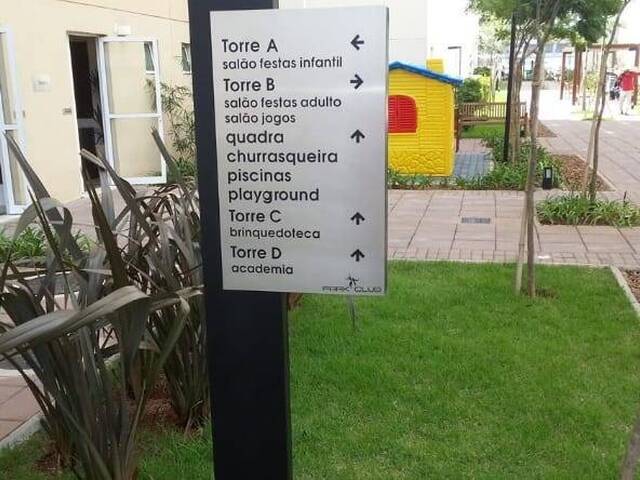 Torre A ←
salão festas infantil
Torre B →
salão festas adulto
salão jogos
quadra ↑
churrasqueira
piscinas
playground
Torre C ↑
brinquedoteca
Torre D ↑
academia
PARK CLUB